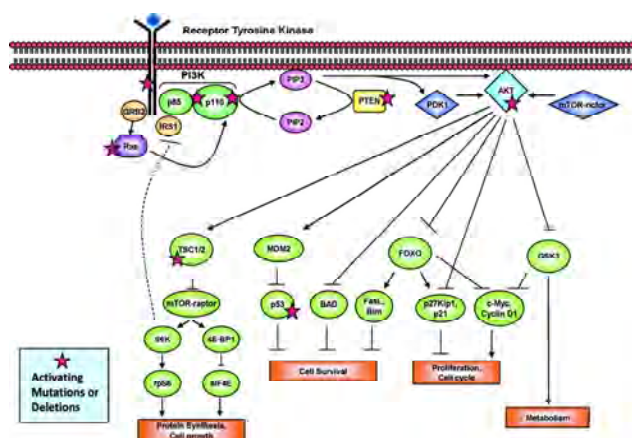 Receptor Tyrosine Kinase
PI3K
p85
p110
PIP3
PIP2
PTEN
PDK1
AKT
mTOR-rictor
GRB2
IRS1
Ras
TSC1/2
MDM2
FOXO
GSK3
mTOR-raptor
p53
BAD
FasL,
Bim
p27Kip1,
p21
c-Myc,
Cyclin D1
S6K
4E-BP1
rpS6
eIF4E
Cell Survival
Proliferation,
Cell cycle
Metabolism
Protein Synthesis,
Cell growth
Activating
Mutations or
Deletions